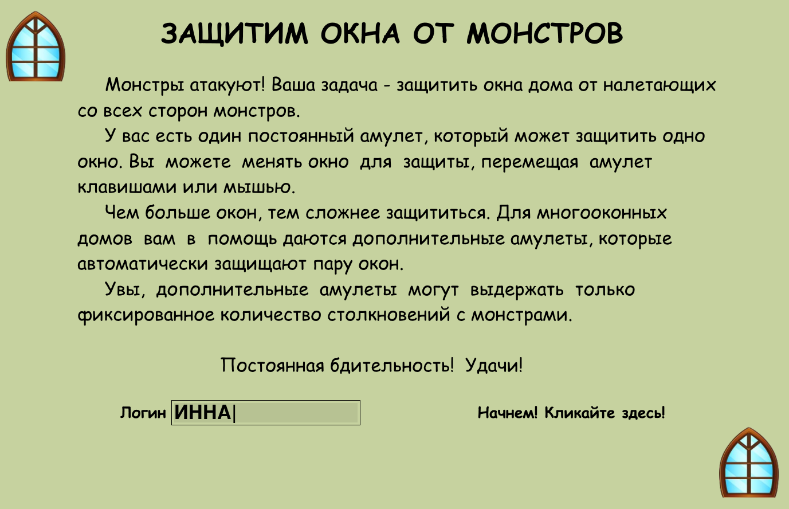 ЗАЩИТИМ ОКНА ОТ МОНСТРОВ
Монстры атакуют! Ваша задача - защитить окна дома от налетающих
со всех сторон монстров.
У вас есть один постоянный амулет, который может защитить одно
окно. Вы можете менять окно для защиты, перемещая амулет
клавишами или мышью.
Чем больше окон, тем сложнее защититься. Для многооконных
домов вам в помощь даются дополнительные амулеты, которые
автоматически защищают пару окон.
Увы, дополнительные амулеты могут выдержать только
фиксированное количество столкновений с монстрами.
Постоянная бдительность! Удачи!
Логин ИННА Начнем! Кликайте здесь!